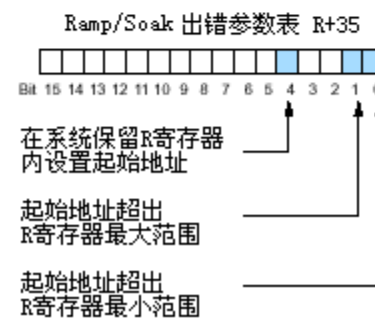 Ramp/Soak 出错参数表 R+35
Bit 15 14 13 12 11 10 9 8 7 6 5 4 3 2 1
在系统保留R寄存器
内设置起始地址
起始地址超出
R寄存器最大范围
起始地址超出
R寄存器最小范围